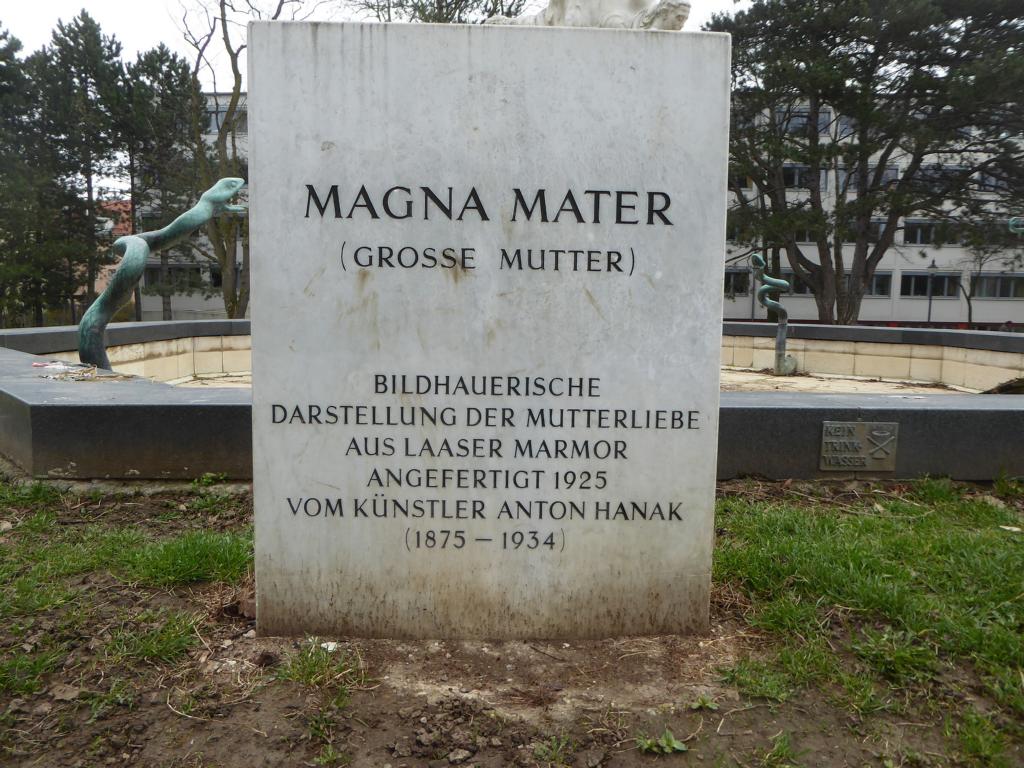 MAGNA MATER
(GROSSE MUTTER)
BILDHAUERISCHE
DARSTELLUNG DER MUTTERLIEBE
AUS LAASER MARMOR
ANGEFERTIGT 1925
VOM KÜNSTLER ANTON HANAK
(1875 – 1934)
KEIN
TRINK-
WASSER